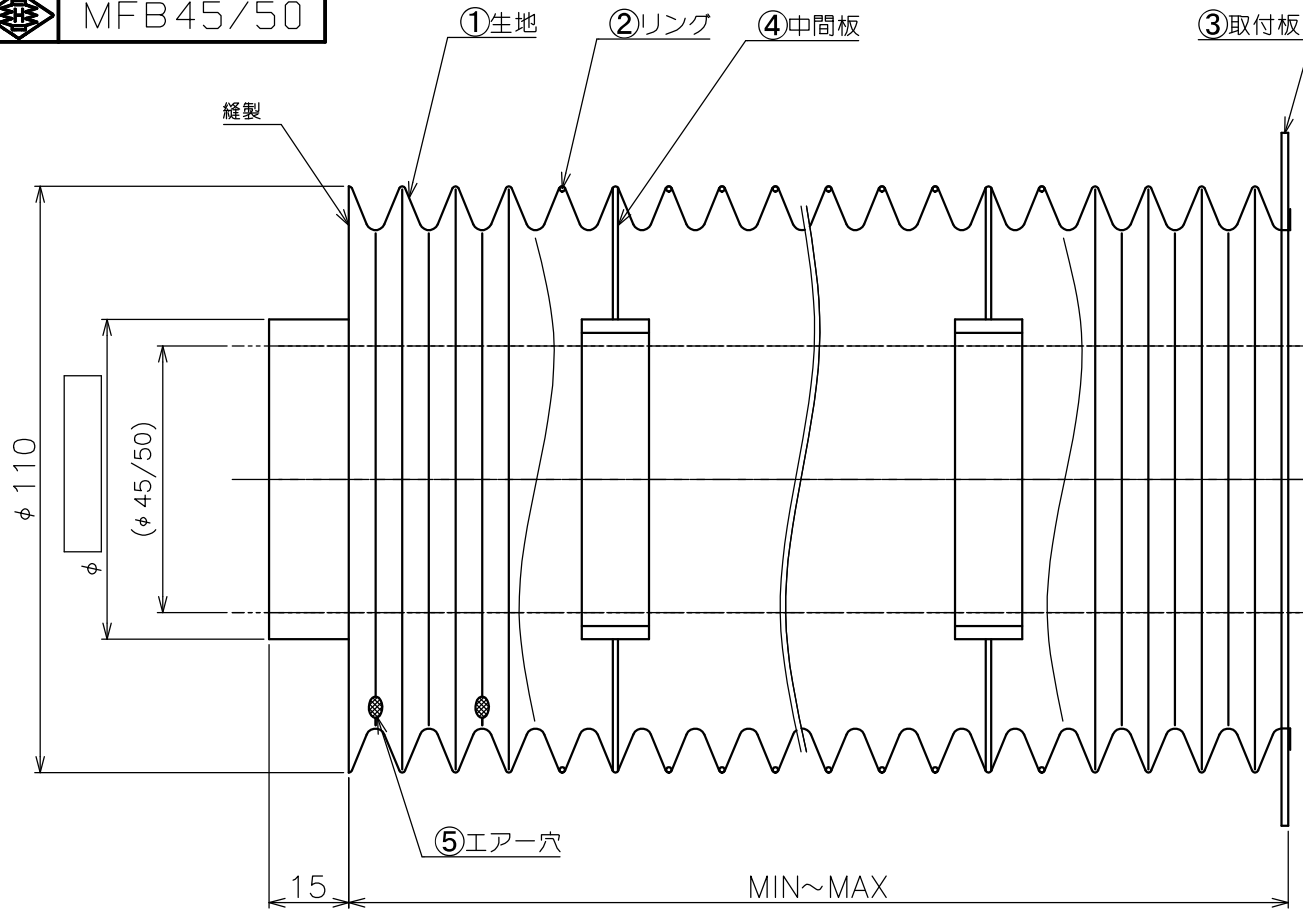 MFB45/50
①生地
②リング
④中間板
③取付板
縫製
φ110
φ
(φ45/50)
⑤エアー穴
15
MIN~MAX